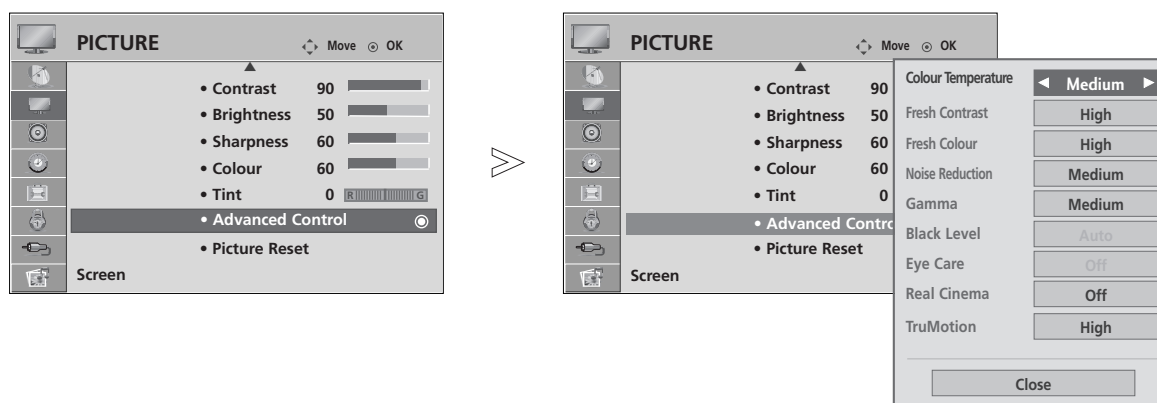 PICTURE
Move
OK
• Contrast 90
• Brightness 50
• Sharpness 60
• Colour 60
• Tint 0 R G
• Advanced Control
• Picture Reset
Screen
PICTURE
Move
OK
• Contrast 90
• Brightness 50
• Sharpness 60
• Colour 60
• Tint 0
• Advanced Contro
• Picture Reset
Screen
Colour Temperature Medium
Fresh Contrast High
Fresh Colour High
Noise Reduction Medium
Gamma Medium
Black Level Auto
Eye Care Off
Real Cinema Off
TruMotion High
Close